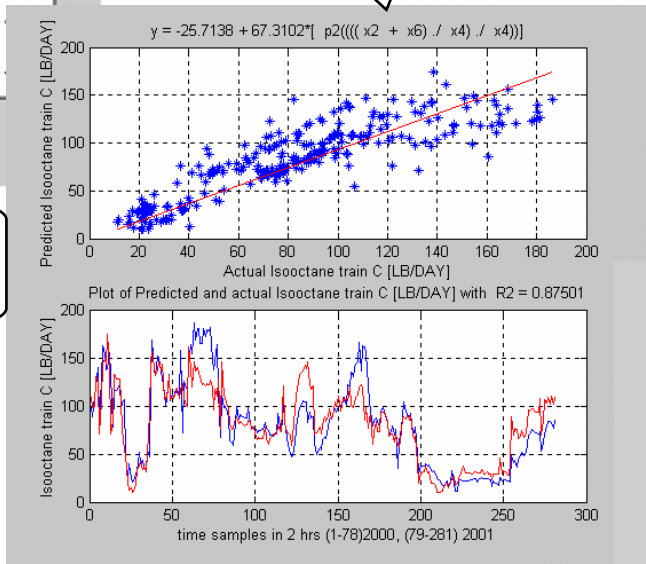 y = -25.7138 + 67.3102*[ p2(((( x2 + x6) ./ x4) ./ x4))]
Predicted Isooctane train C [LB/DAY]
200
150
100
50
0
0 20 40 60 80 100 120 140 160 180 200
Actual Isooctane train C [LB/DAY]
Plot of Predicted and actual Isooctane train C [LB/DAY] with R2 = 0.87501
Isooctane train C [LB/DAY]
200
150
100
50
0
0 50 100 150 200 250 300
time samples in 2 hrs (1-78)2000, (79-281) 2001